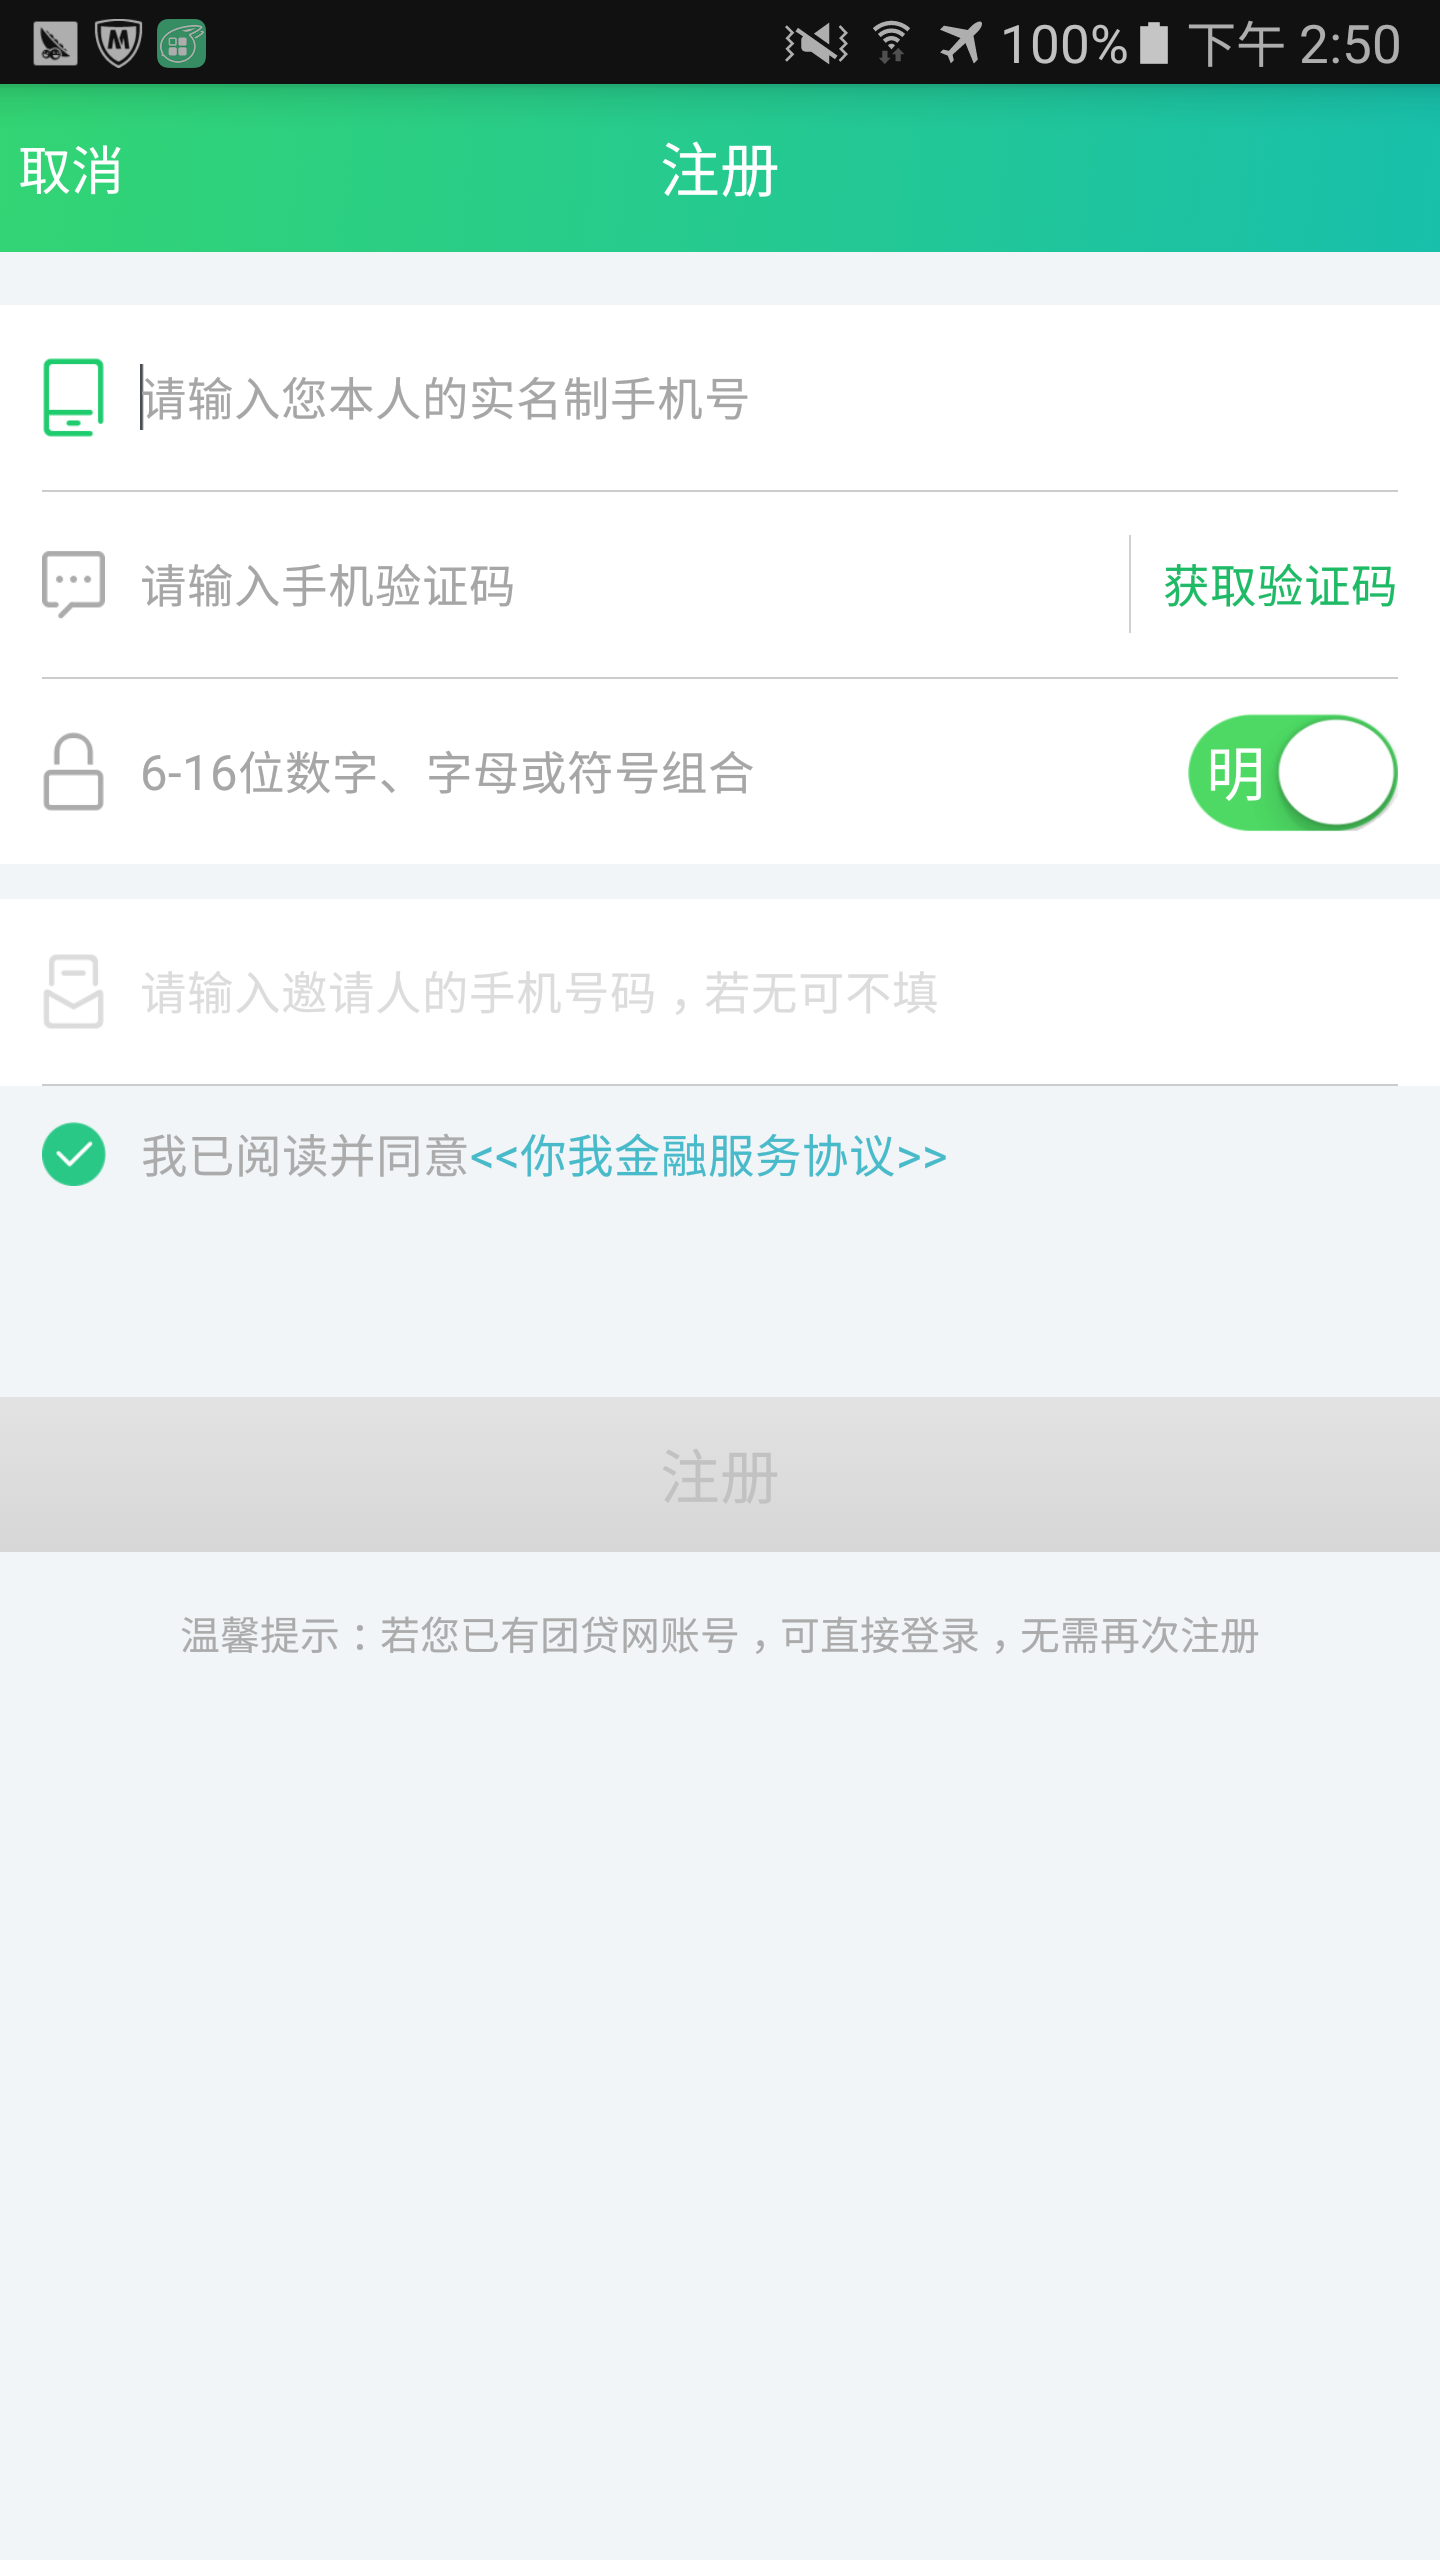 100% 下午 2:50
取消 注册
请输入您本人的实名制手机号
请输入手机验证码 获取验证码
6-16位数字、字母或符号组合 明
请输入邀请人的手机号码，若无可不填
我已阅读并同意<<你我金融服务协议>>
注册
温馨提示：若您已有团贷网账号，可直接登录，无需再次注册